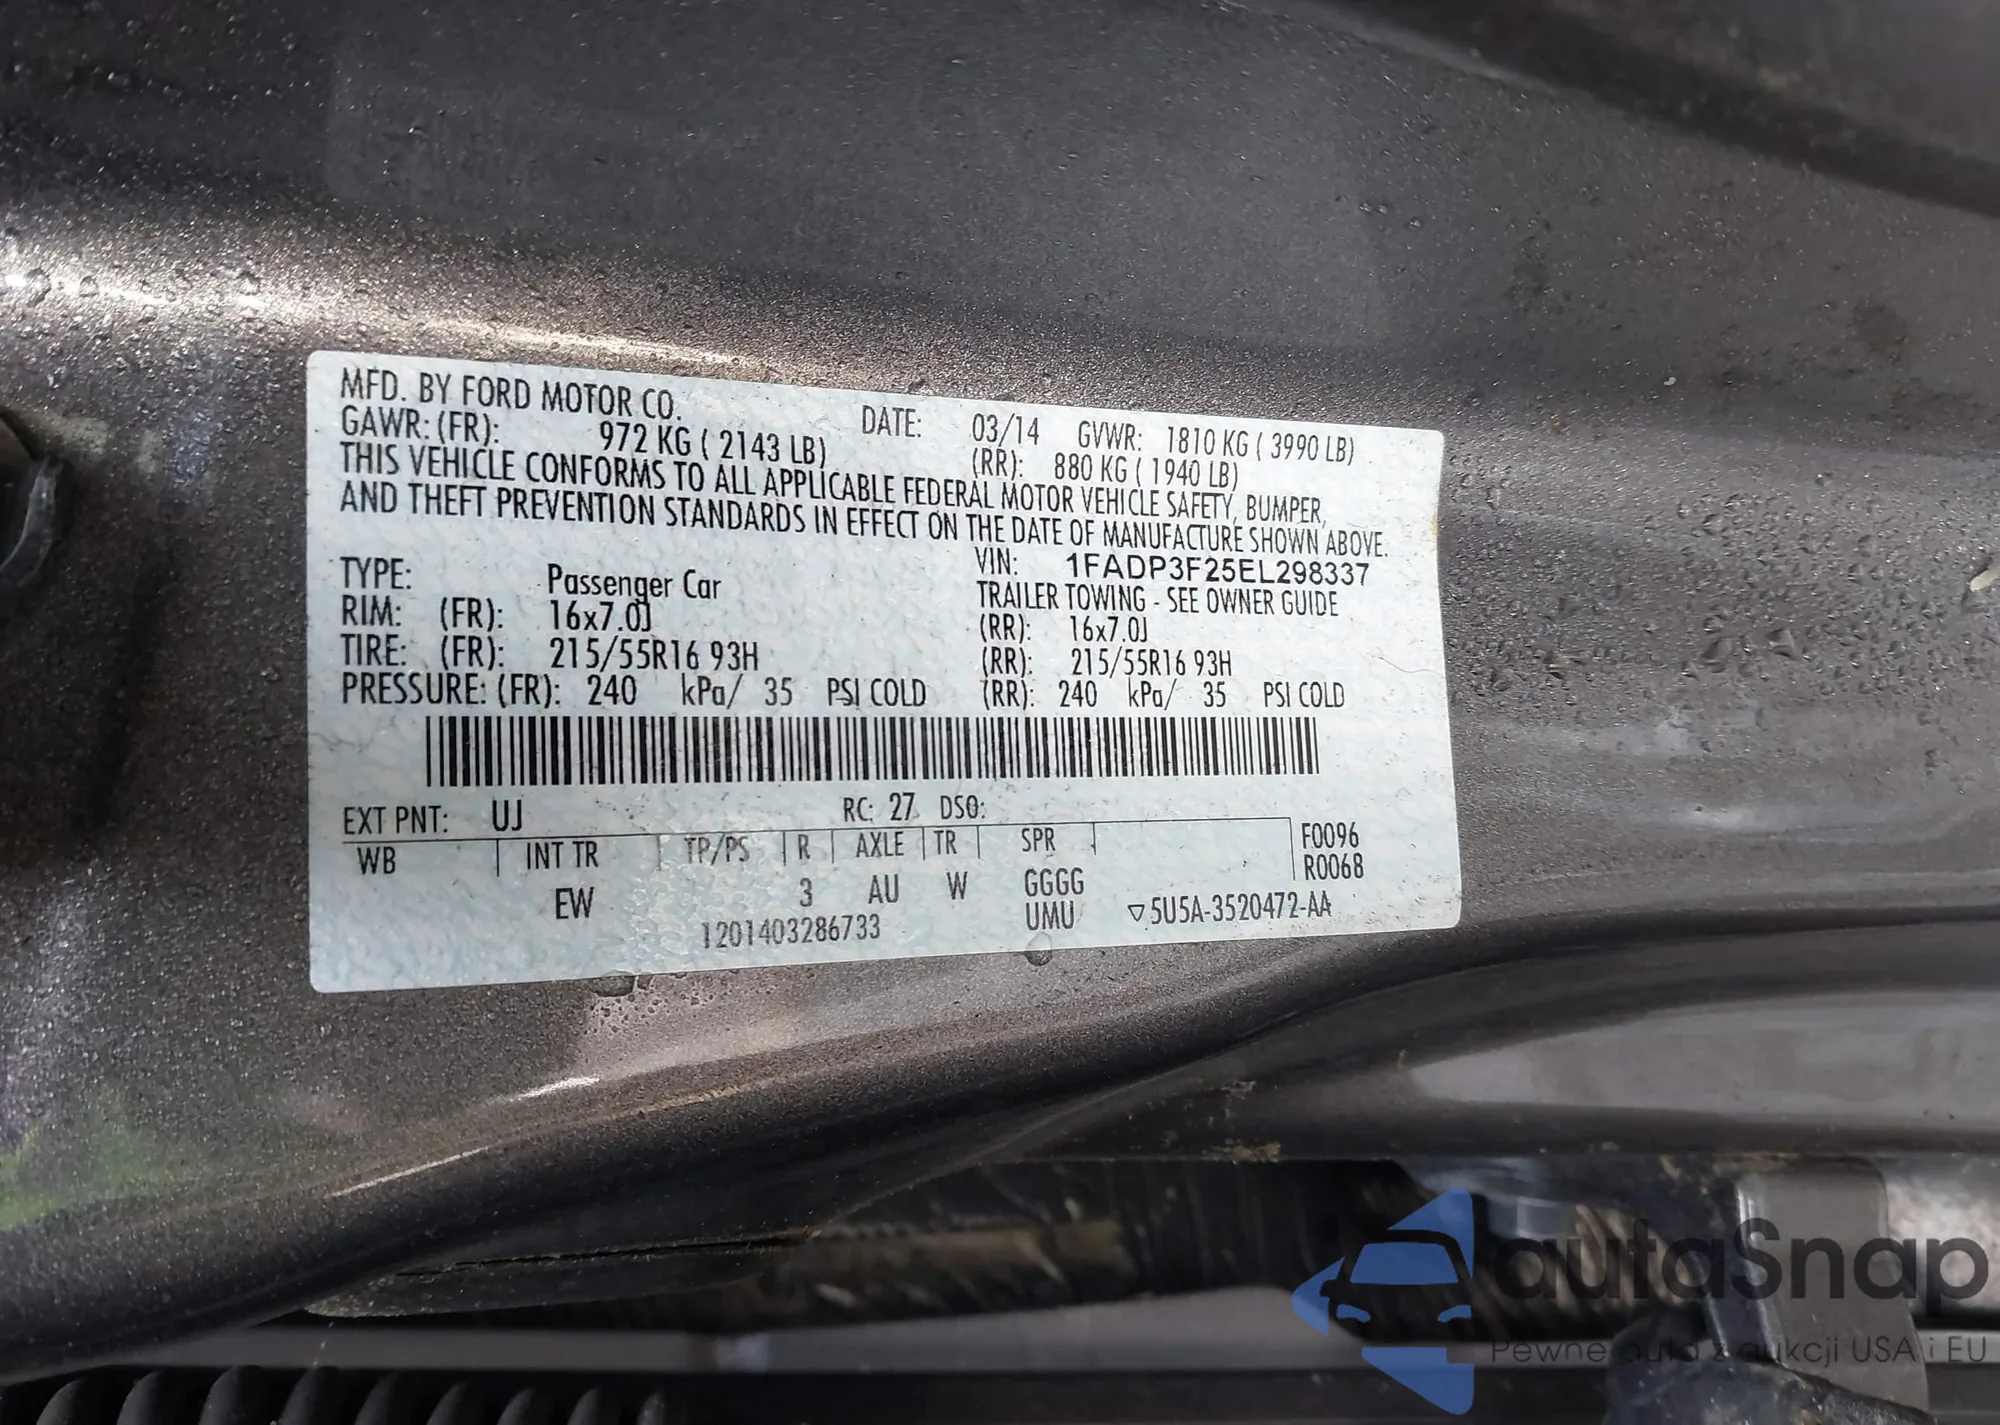 MFD. BY FORD MOTOR CO. DATE: 03/14 GVWR: 1810 KG ( 3990 LB)
GAWR: (FR): 972 KG ( 2143 LB) (RR): 880 KG ( 1940 LB)
THIS VEHICLE CONFORMS TO ALL APPLICABLE FEDERAL MOTOR VEHICLE SAFETY, BUMPER,
AND THEFT PREVENTION STANDARDS IN EFFECT ON THE DATE OF MANUFACTURE SHOWN ABOVE.
VIN: 1FADP3F25EL298337
TYPE: Passenger Car TRAILER TOWING - SEE OWNER GUIDE
RIM: (FR): 16x7.0J (RR): 16x7.0J
TIRE: (FR): 215/55R16 93H (RR): 215/55R16 93H
PRESSURE: (FR): 240 kPa/ 35 PSI COLD (RR): 240 kPa/ 35 PSI COLD
EXT PNT: UJ RC: 27 DSO:
WB INT TR TP/PS R AXLE TR SPR F0096
R0068
EW 3 AU W GGGG
1201403286733 UMU ▽5U5A-3520472-AA
autaSnap
Pewne auta z aukcji USA i EU